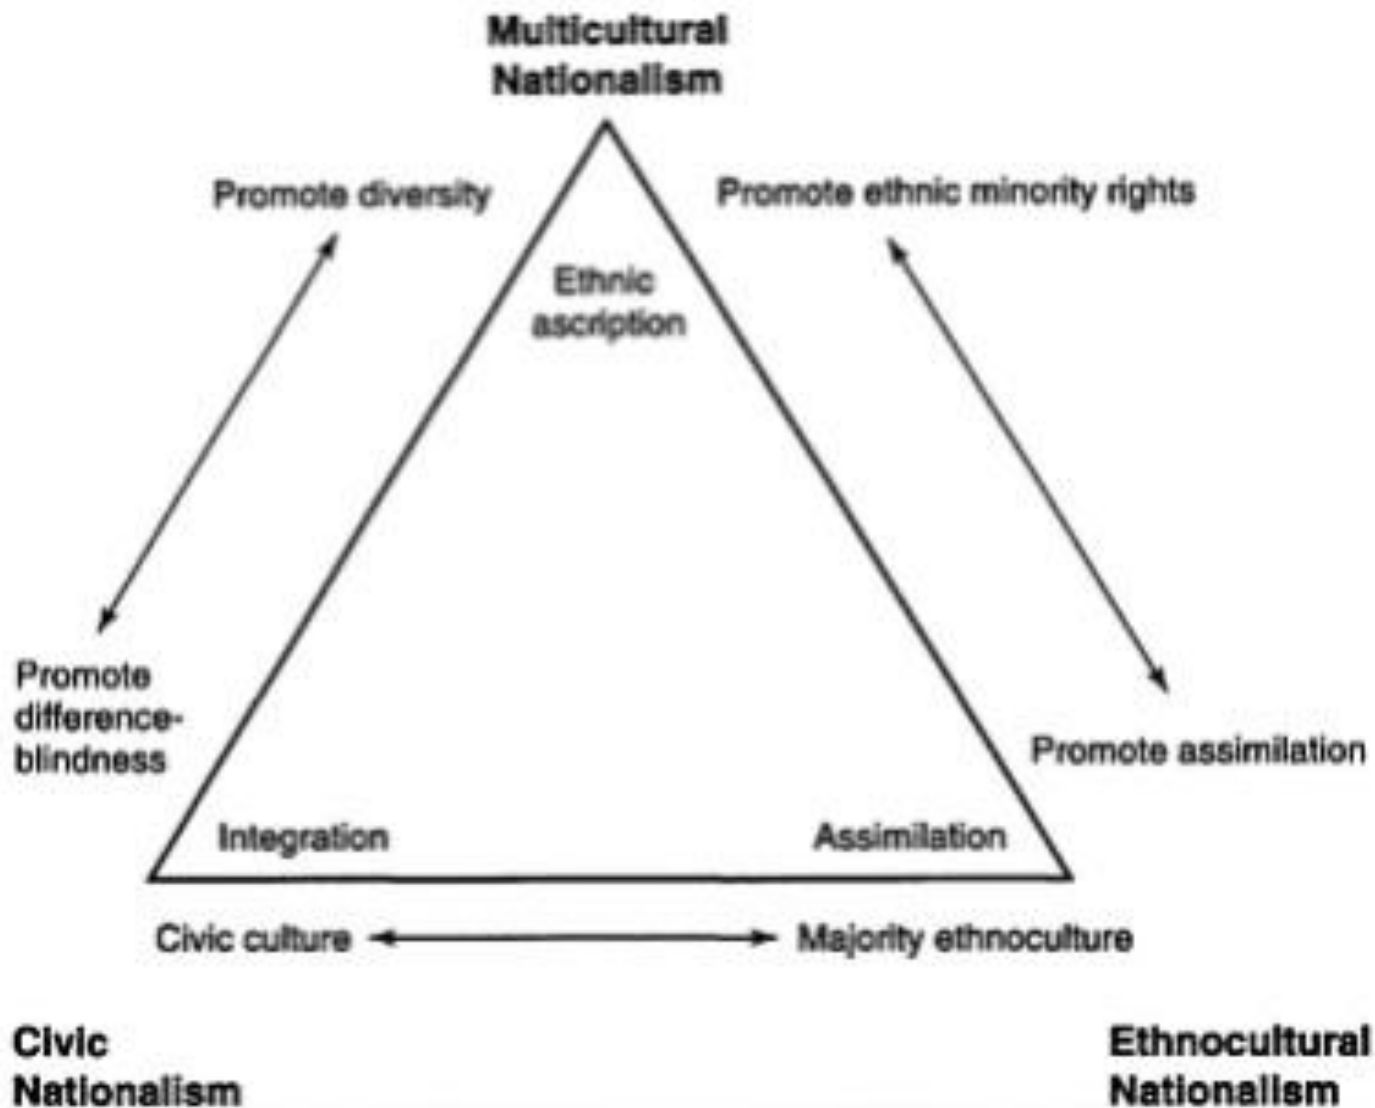 Multicultural
Nationalism
Promote diversity
Promote ethnic minority rights
Ethnic
ascription
Promote
difference-
blindness
Promote assimilation
Integration
Assimilation
Civic culture
Majority ethnoculture
Civic
Nationalism
Ethnocultural
Nationalism